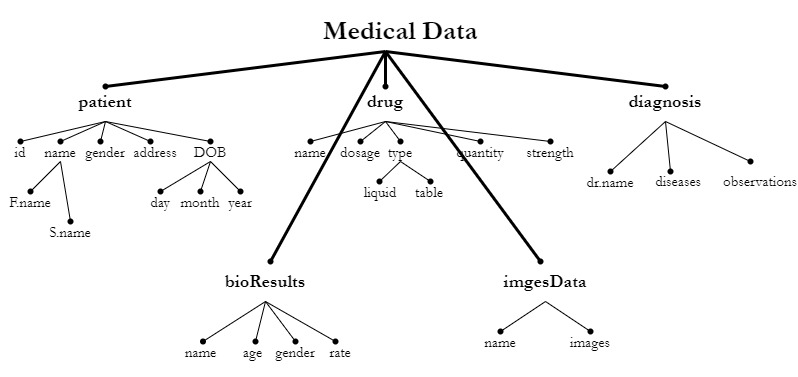 Medical Data
patient drug diagnosis
id name gender address DOB name dosage type quantity strength
F.name day month year liquid table dr.name diseases observations
S.name
bioResults imgesData
name age gender rate name images